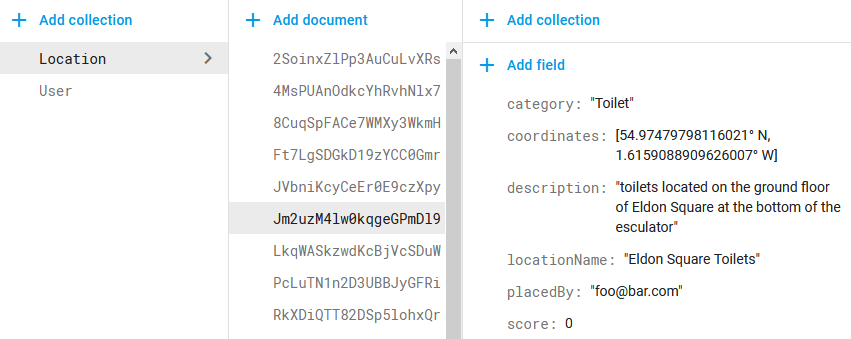 Add collection
Location
User
Add document
2SoinxZlPp3AuCuLvXRs
4MsPUAnOdkcYhRvhNlx7
8CuqSpFACe7WMXy3WkmH
Ft7LgSDGkD19zYCC0Gmr
JVbniKcyCeEr0E9czXpy
Jm2uzM4lw0kqgeGPmDl9
LkqWASkzwdKcBjVcSDuW
PcLuTN1n2D3UBBJyGFRi
RkXDiQTT82DSp5lohxQr
Add collection
Add field
category: "Toilet"
coordinates: [54.97479798116021° N,
1.6159088909626007° W]
description: "toilets located on the ground floor
of Eldon Square at the bottom of the
esculator"
locationName: "Eldon Square Toilets"
placedBy: "foo@bar.com"
score: 0